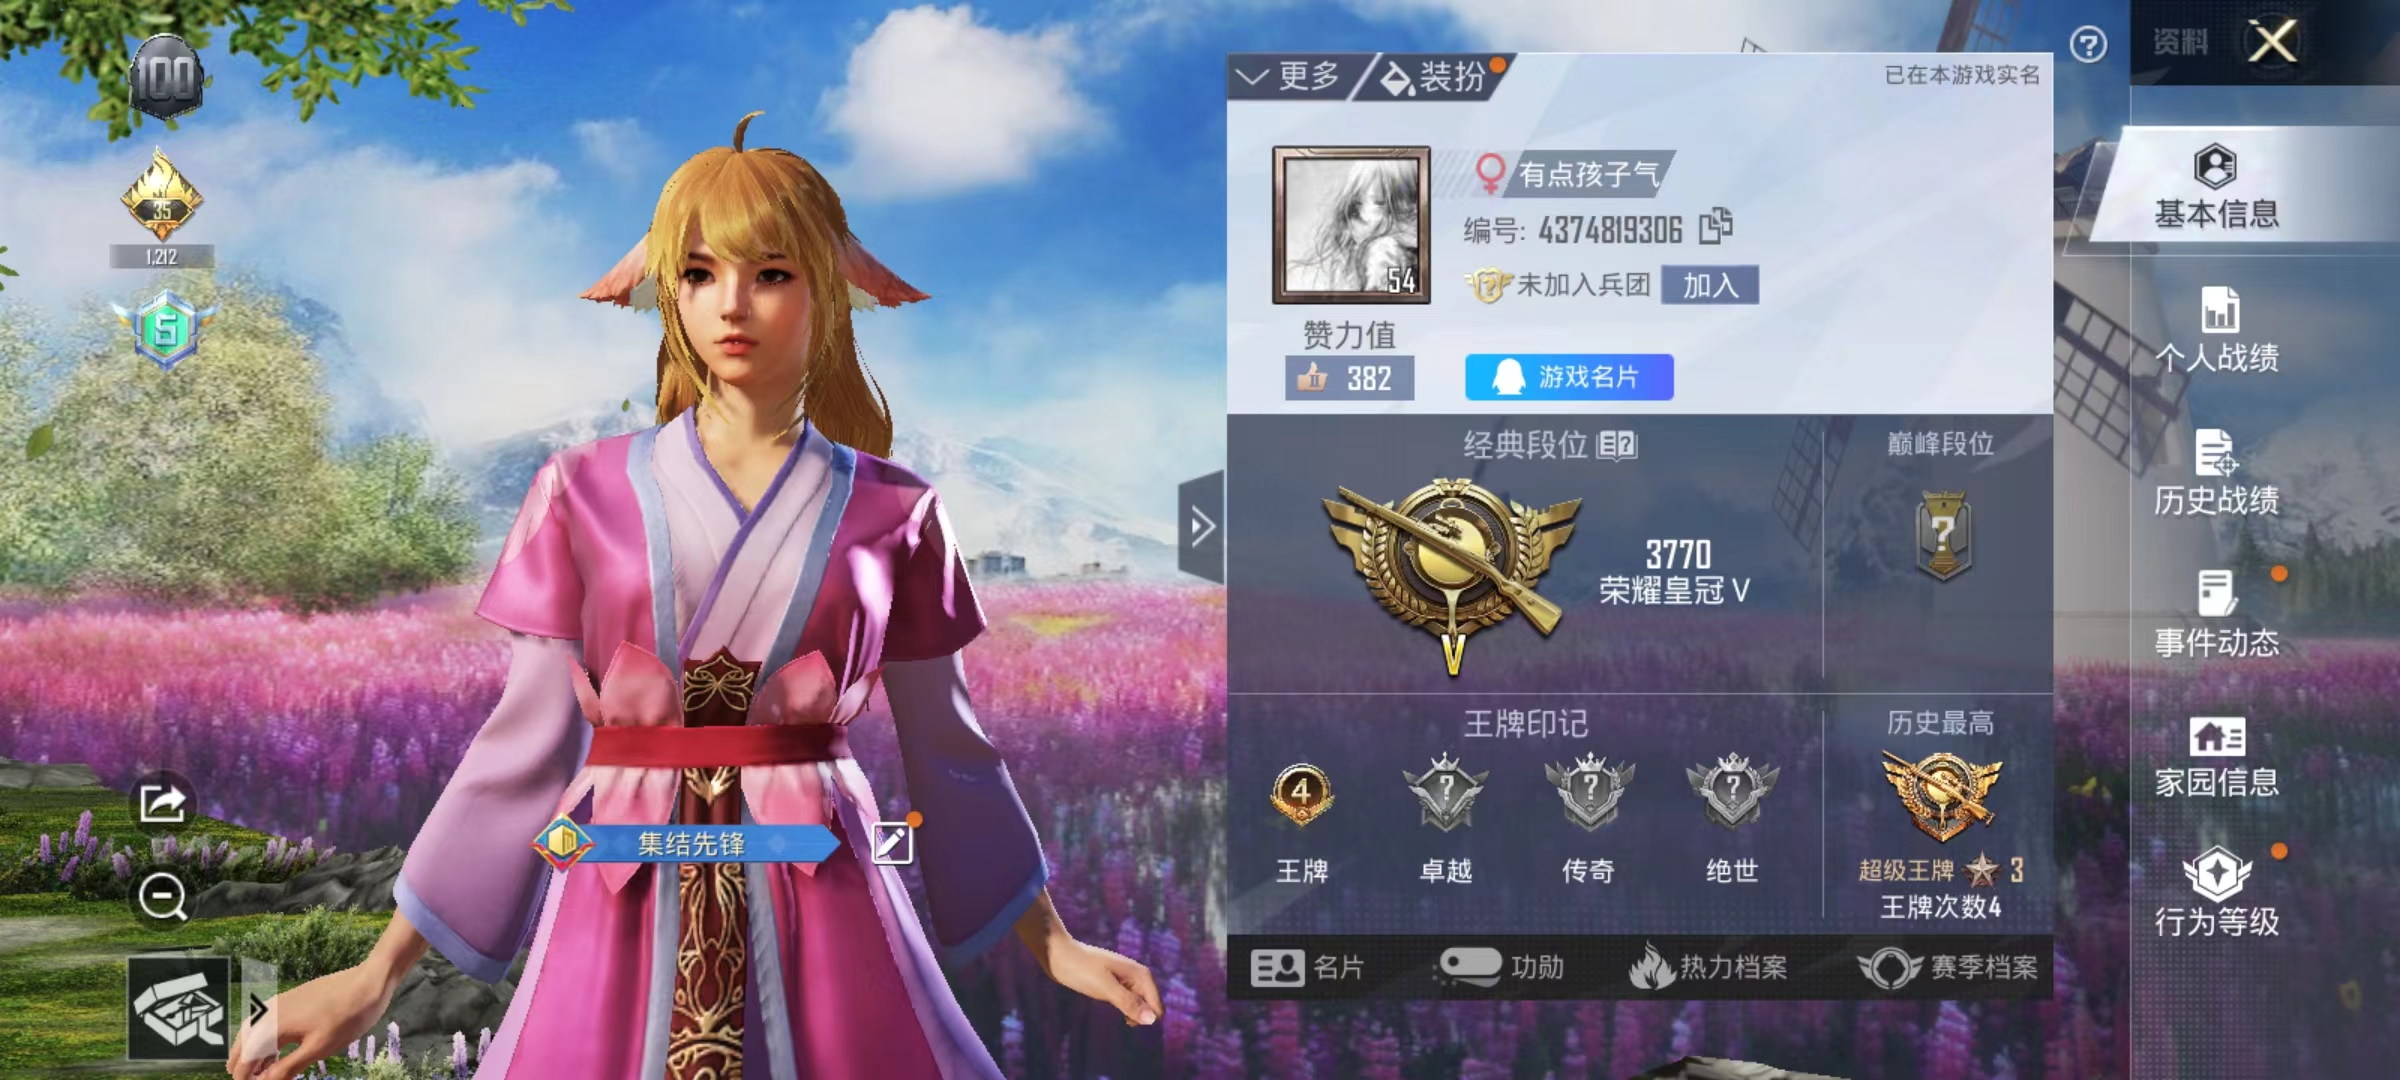 100
35
1,212
5
集结先锋
更多
装扮
已在本游戏实名
54
有点孩子气
编号: 4374819306
未加入兵团 加入
赞力值
382
游戏名片
经典段位
3770
荣耀皇冠 V
V
巅峰段位
?
王牌印记
4
?
?
?
王牌
卓越
传奇
绝世
历史最高
超级王牌 3
王牌次数4
名片
功勋
热力档案
赛季档案
?
资料
基本信息
个人战绩
历史战绩
事件动态
家园信息
行为等级